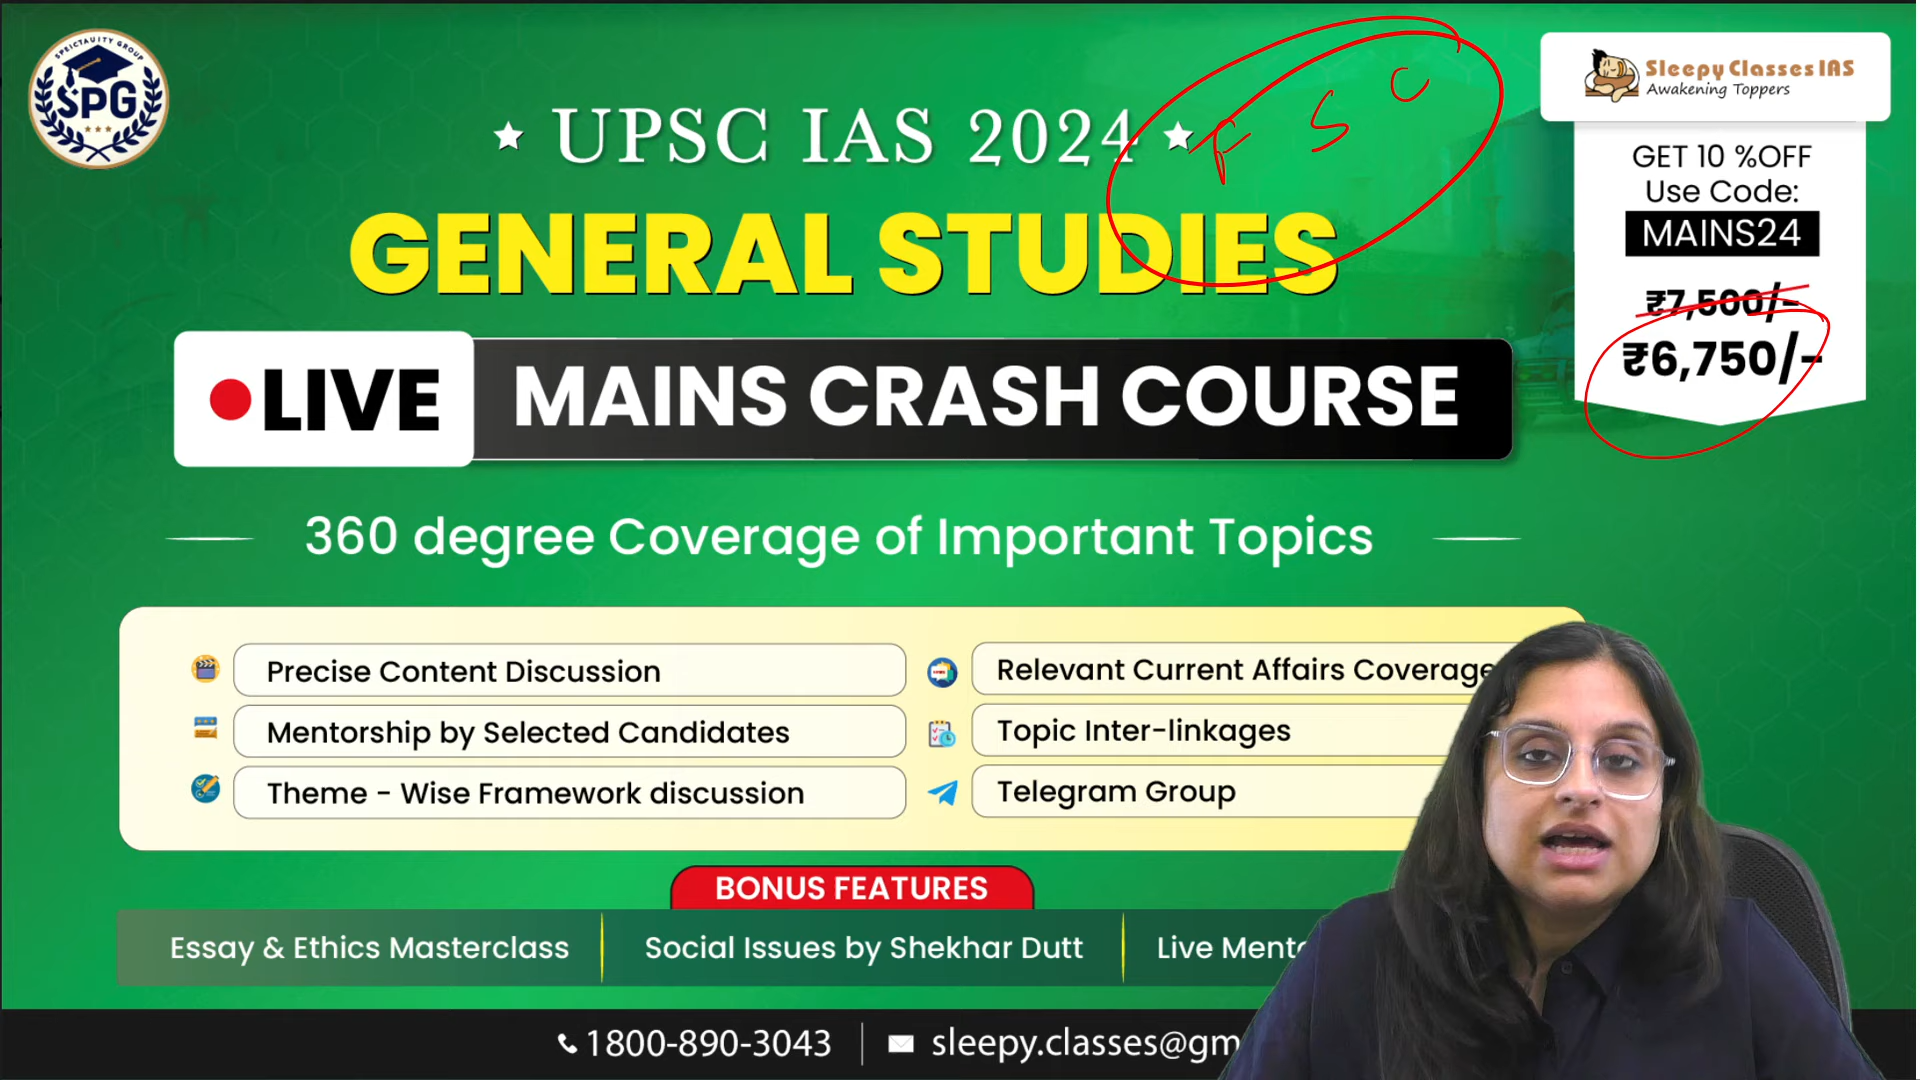 SPG
UPSC IAS 2024
Sleepy Classes IAS
Awakening Toppers
GET 10 %OFF
Use Code:
MAINS24
₹7,500/-
₹6,750/-
GENERAL STUDIES
LIVE MAINS CRASH COURSE
360 degree Coverage of Important Topics
Precise Content Discussion
Relevant Current Affairs Coverage
Mentorship by Selected Candidates
Topic Inter-linkages
Theme - Wise Framework discussion
Telegram Group
BONUS FEATURES
Essay & Ethics Masterclass
Social Issues by Shekhar Dutt
Live
1800-890-3043
sleepy.classes@gm